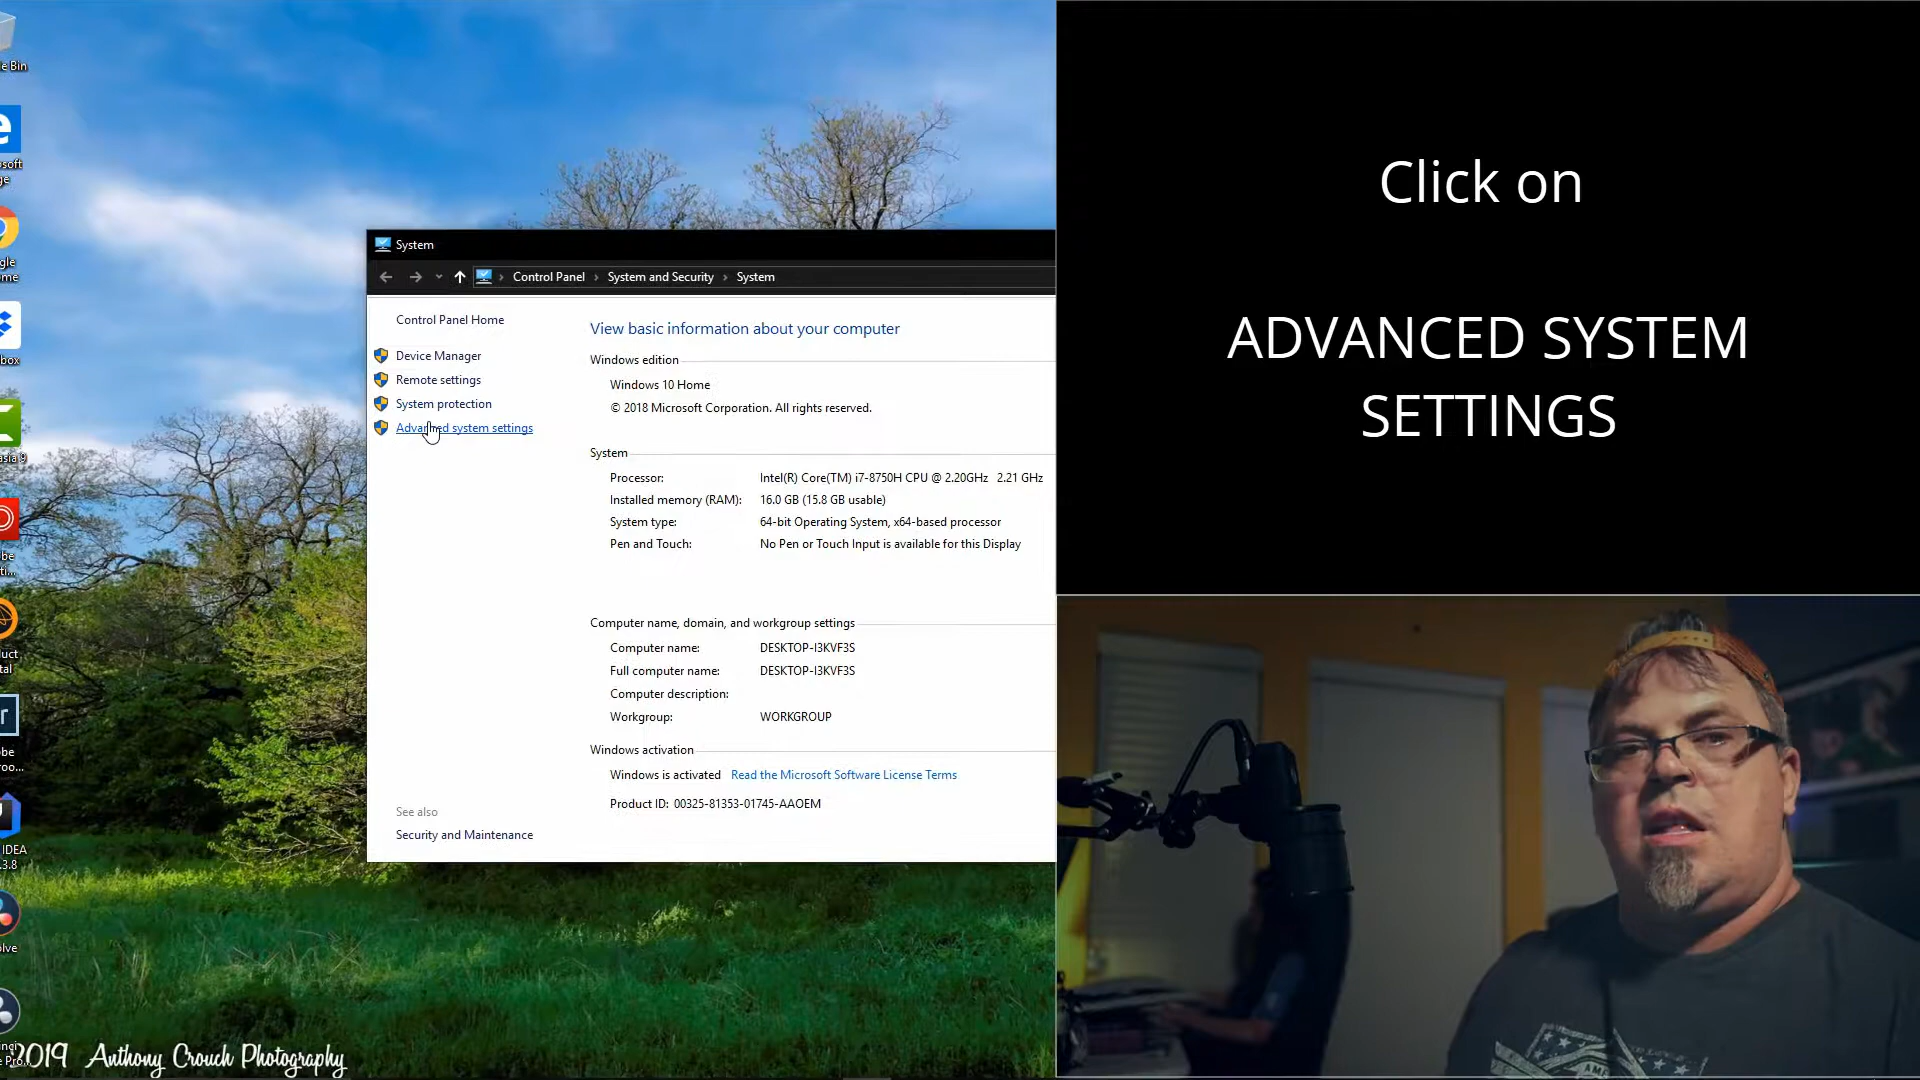 e Bin
System
Control Panel
System and Security
System
Control Panel Home
Device Manager
Remote settings
System protection
Advanced system settings
See also
Security and Maintenance
View basic information about your computer
Windows edition
Windows 10 Home
© 2018 Microsoft Corporation. All rights reserved.
System
Processor: Intel(R) Core(TM) i7-8750H CPU @ 2.20GHz 2.21 GHz
Installed memory (RAM): 16.0 GB (15.8 GB usable)
System type: 64-bit Operating System, x64-based processor
Pen and Touch: No Pen or Touch Input is available for this Display
Computer name, domain, and workgroup settings
Computer name: DESKTOP-I3KVF3S
Full computer name: DESKTOP-I3KVF3S
Computer description:
Workgroup: WORKGROUP
Windows activation
Windows is activated Read the Microsoft Software License Terms
Product ID: 00325-81353-01745-AAOEM
IDEA
2019 Anthony Crouch Photography
Click on
ADVANCED SYSTEM
SETTINGS